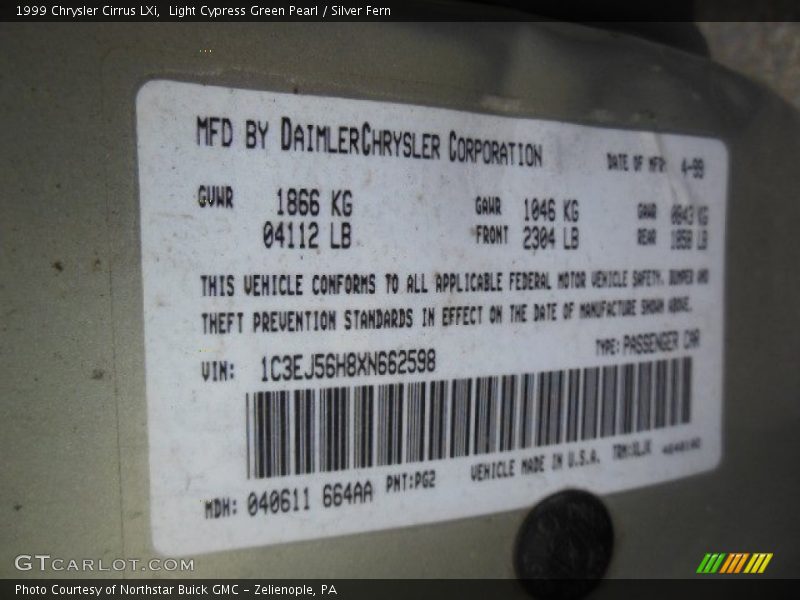 1999 Chrysler Cirrus LXi, Light Cypress Green Pearl / Silver Fern
MFD BY DAIMLERCHRYSLER CORPORATION DATE OF MFR: 4-99
GVWR 1866 KG GAWR 1046 KG GAWR 0843 KG
04112 LB FRONT 2304 LB REAR 1858 LB
THIS VEHICLE CONFORMS TO ALL APPLICABLE FEDERAL MOTOR VEHICLE SAFETY, BUMPER AND
THEFT PREVENTION STANDARDS IN EFFECT ON THE DATE OF MANUFACTURE SHOWN ABOVE.
VIN: 1C3EJ56H8XN662598 TYPE: PASSENGER CAR
MDH: 040611 664AA PNT:PG2 VEHICLE MADE IN U.S.A. TRM:
GTCARLOT.COM
Photo Courtesy of Northstar Buick GMC – Zelienople, PA